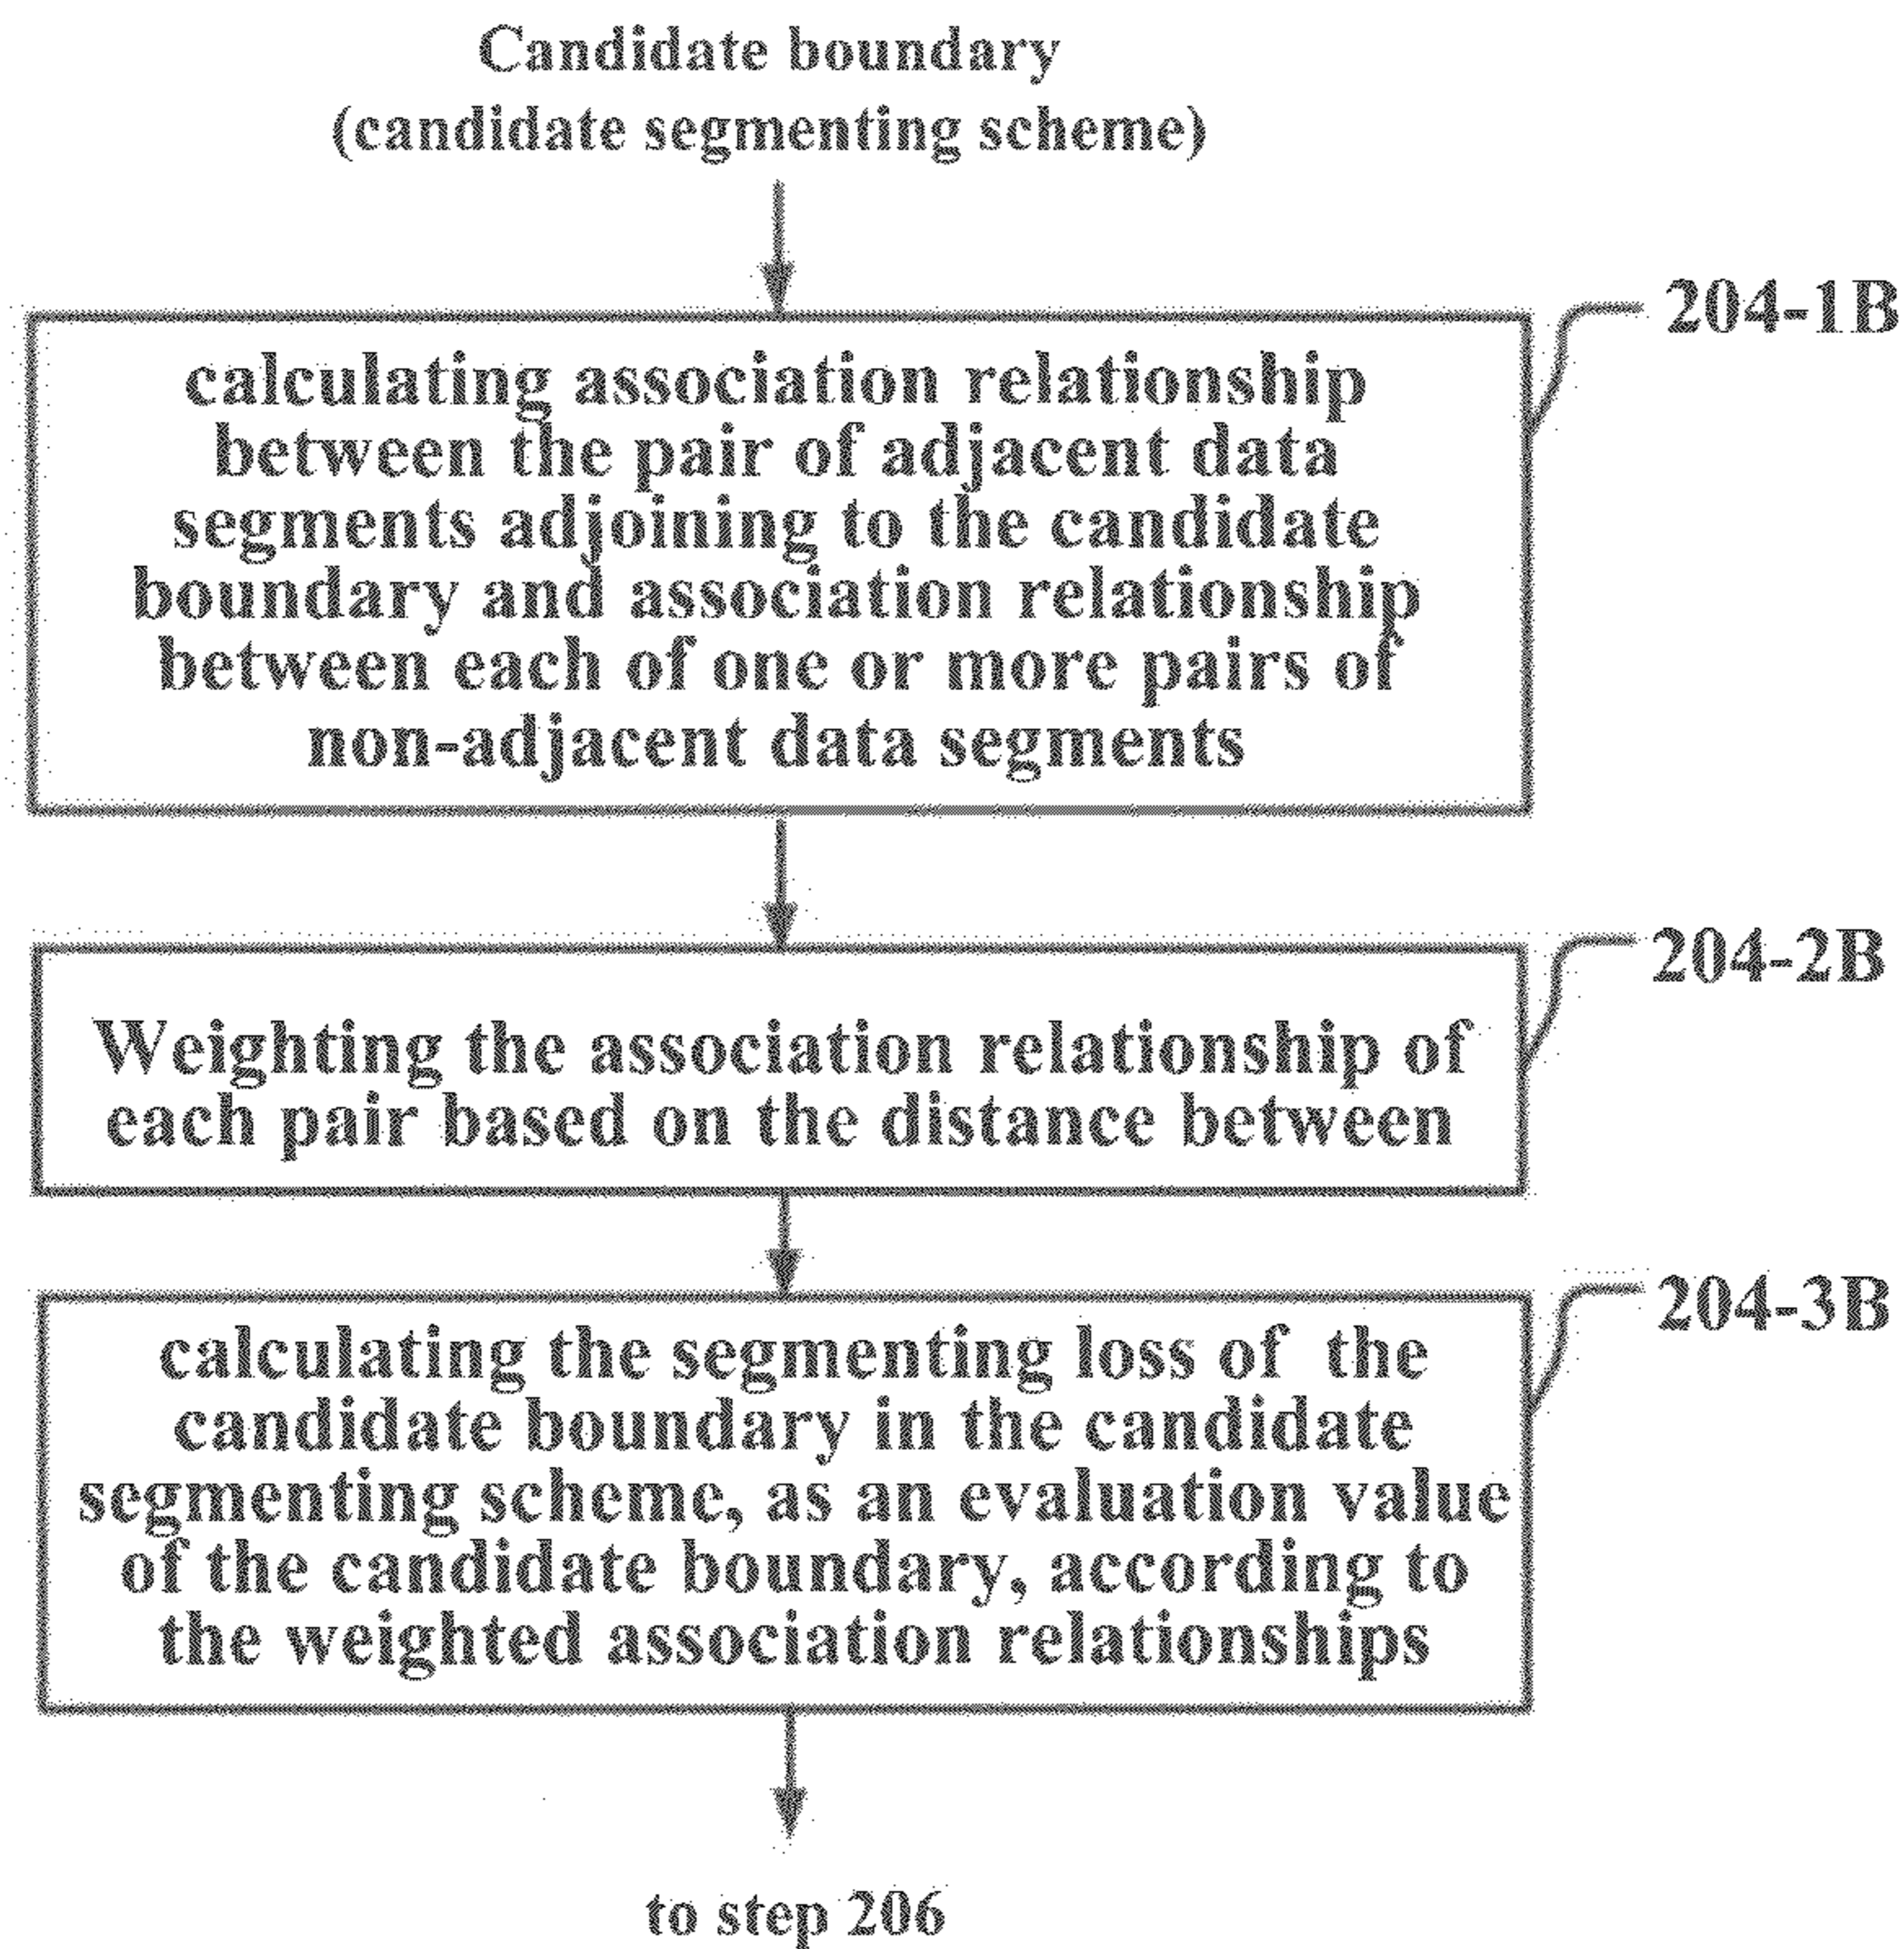 Candidate boundary
(candidate segmenting scheme)
204-1B
calculating association relationship
between the pair of adjacent data
segments adjoining to the candidate
boundary and association relationship
between each of one or more pairs of
non-adjacent data segments
204-2B
Weighting the association relationship of
each pair based on the distance between
204-3B
calculating the segmenting loss of the
candidate boundary in the candidate
segmenting scheme, as an evaluation value
of the candidate boundary, according to
the weighted association relationships
to step 206